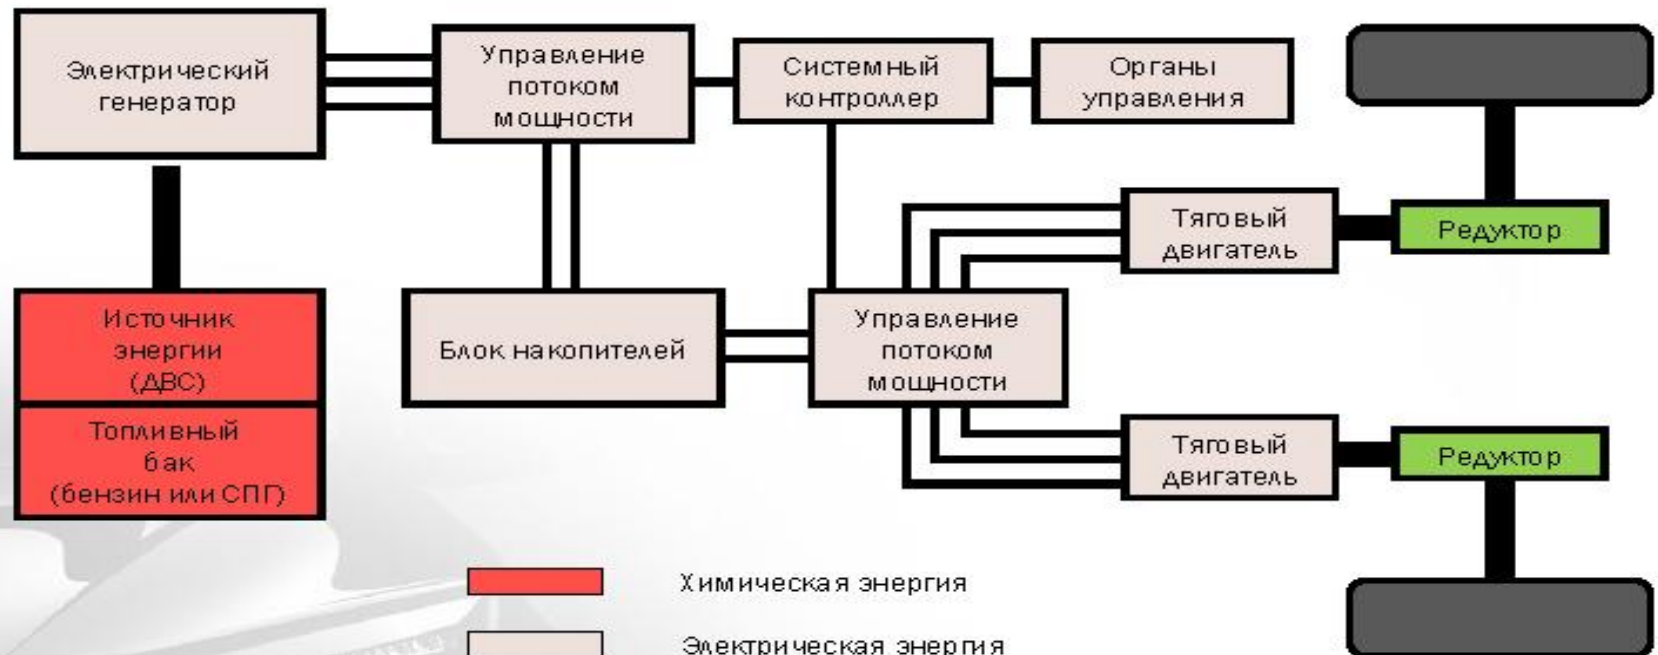 Электрический
генератор
Управление
потоком
мощности
Системный
контроллер
Органы
управления
Тяговый
двигатель
Редуктор
Источник
энергии
(ДВС)
Топливный
бак
(бензин или СПГ)
Блок накопителей
Управление
потоком
мощности
Тяговый
двигатель
Редуктор
Химическая энергия
Электрическая энергия